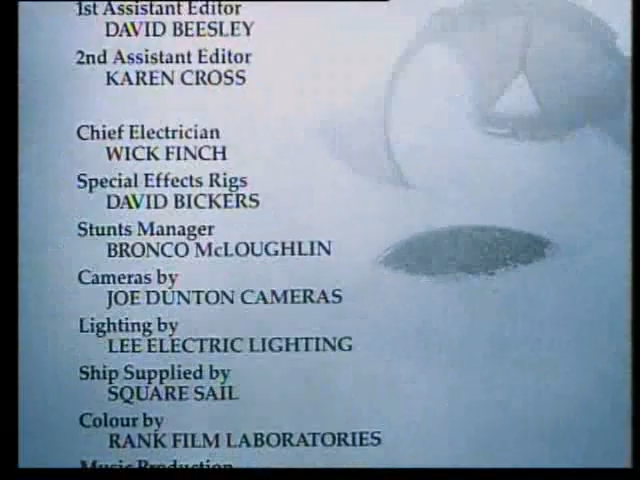 1st Assistant Editor
DAVID BEESLEY
2nd Assistant Editor
KAREN CROSS
Chief Electrician
WICK FINCH
Special Effects Rigs
DAVID BICKERS
Stunts Manager
BRONCO McLOUGHLIN
Cameras by
JOE DUNTON CAMERAS
Lighting by
LEE ELECTRIC LIGHTING
Ship Supplied by
SQUARE SAIL
Colour by
RANK FILM LABORATORIES
Music Production